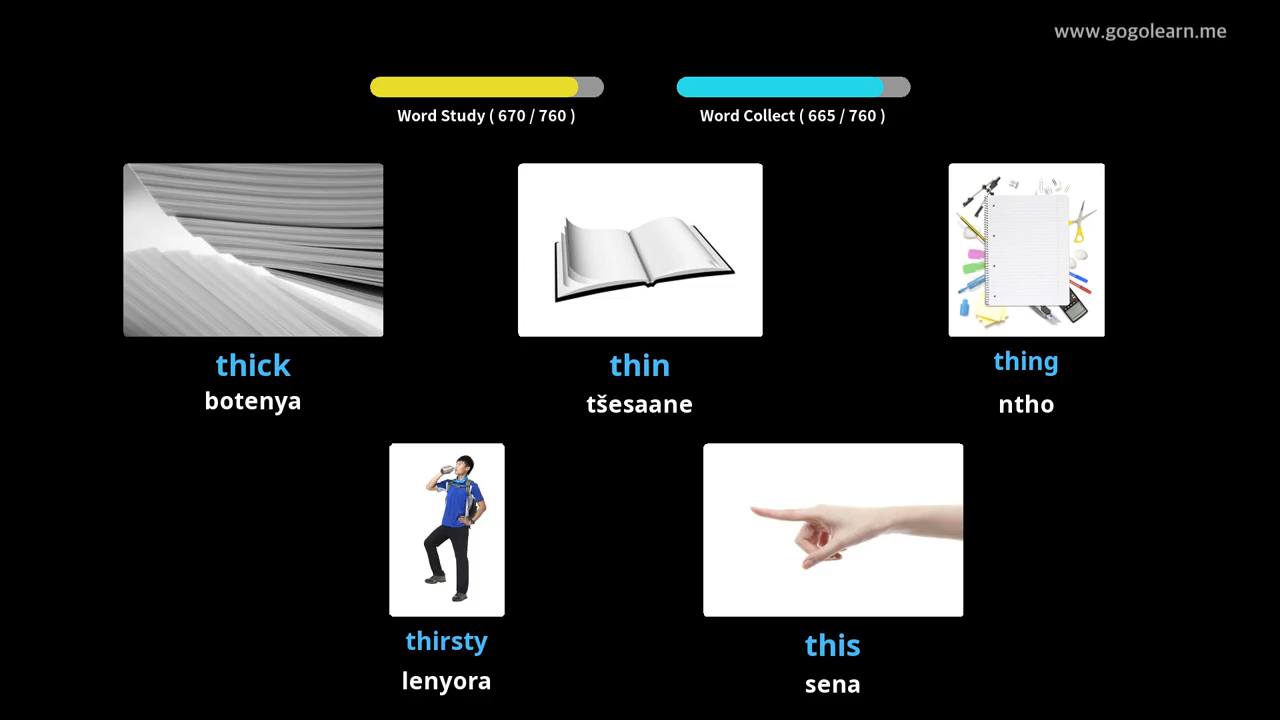 www.gogolearn.me
Word Study ( 670 / 760 )
Word Collect ( 665 / 760 )
thick
botenya
thin
tšesaane
thing
ntho
thirsty
lenyora
this
sena